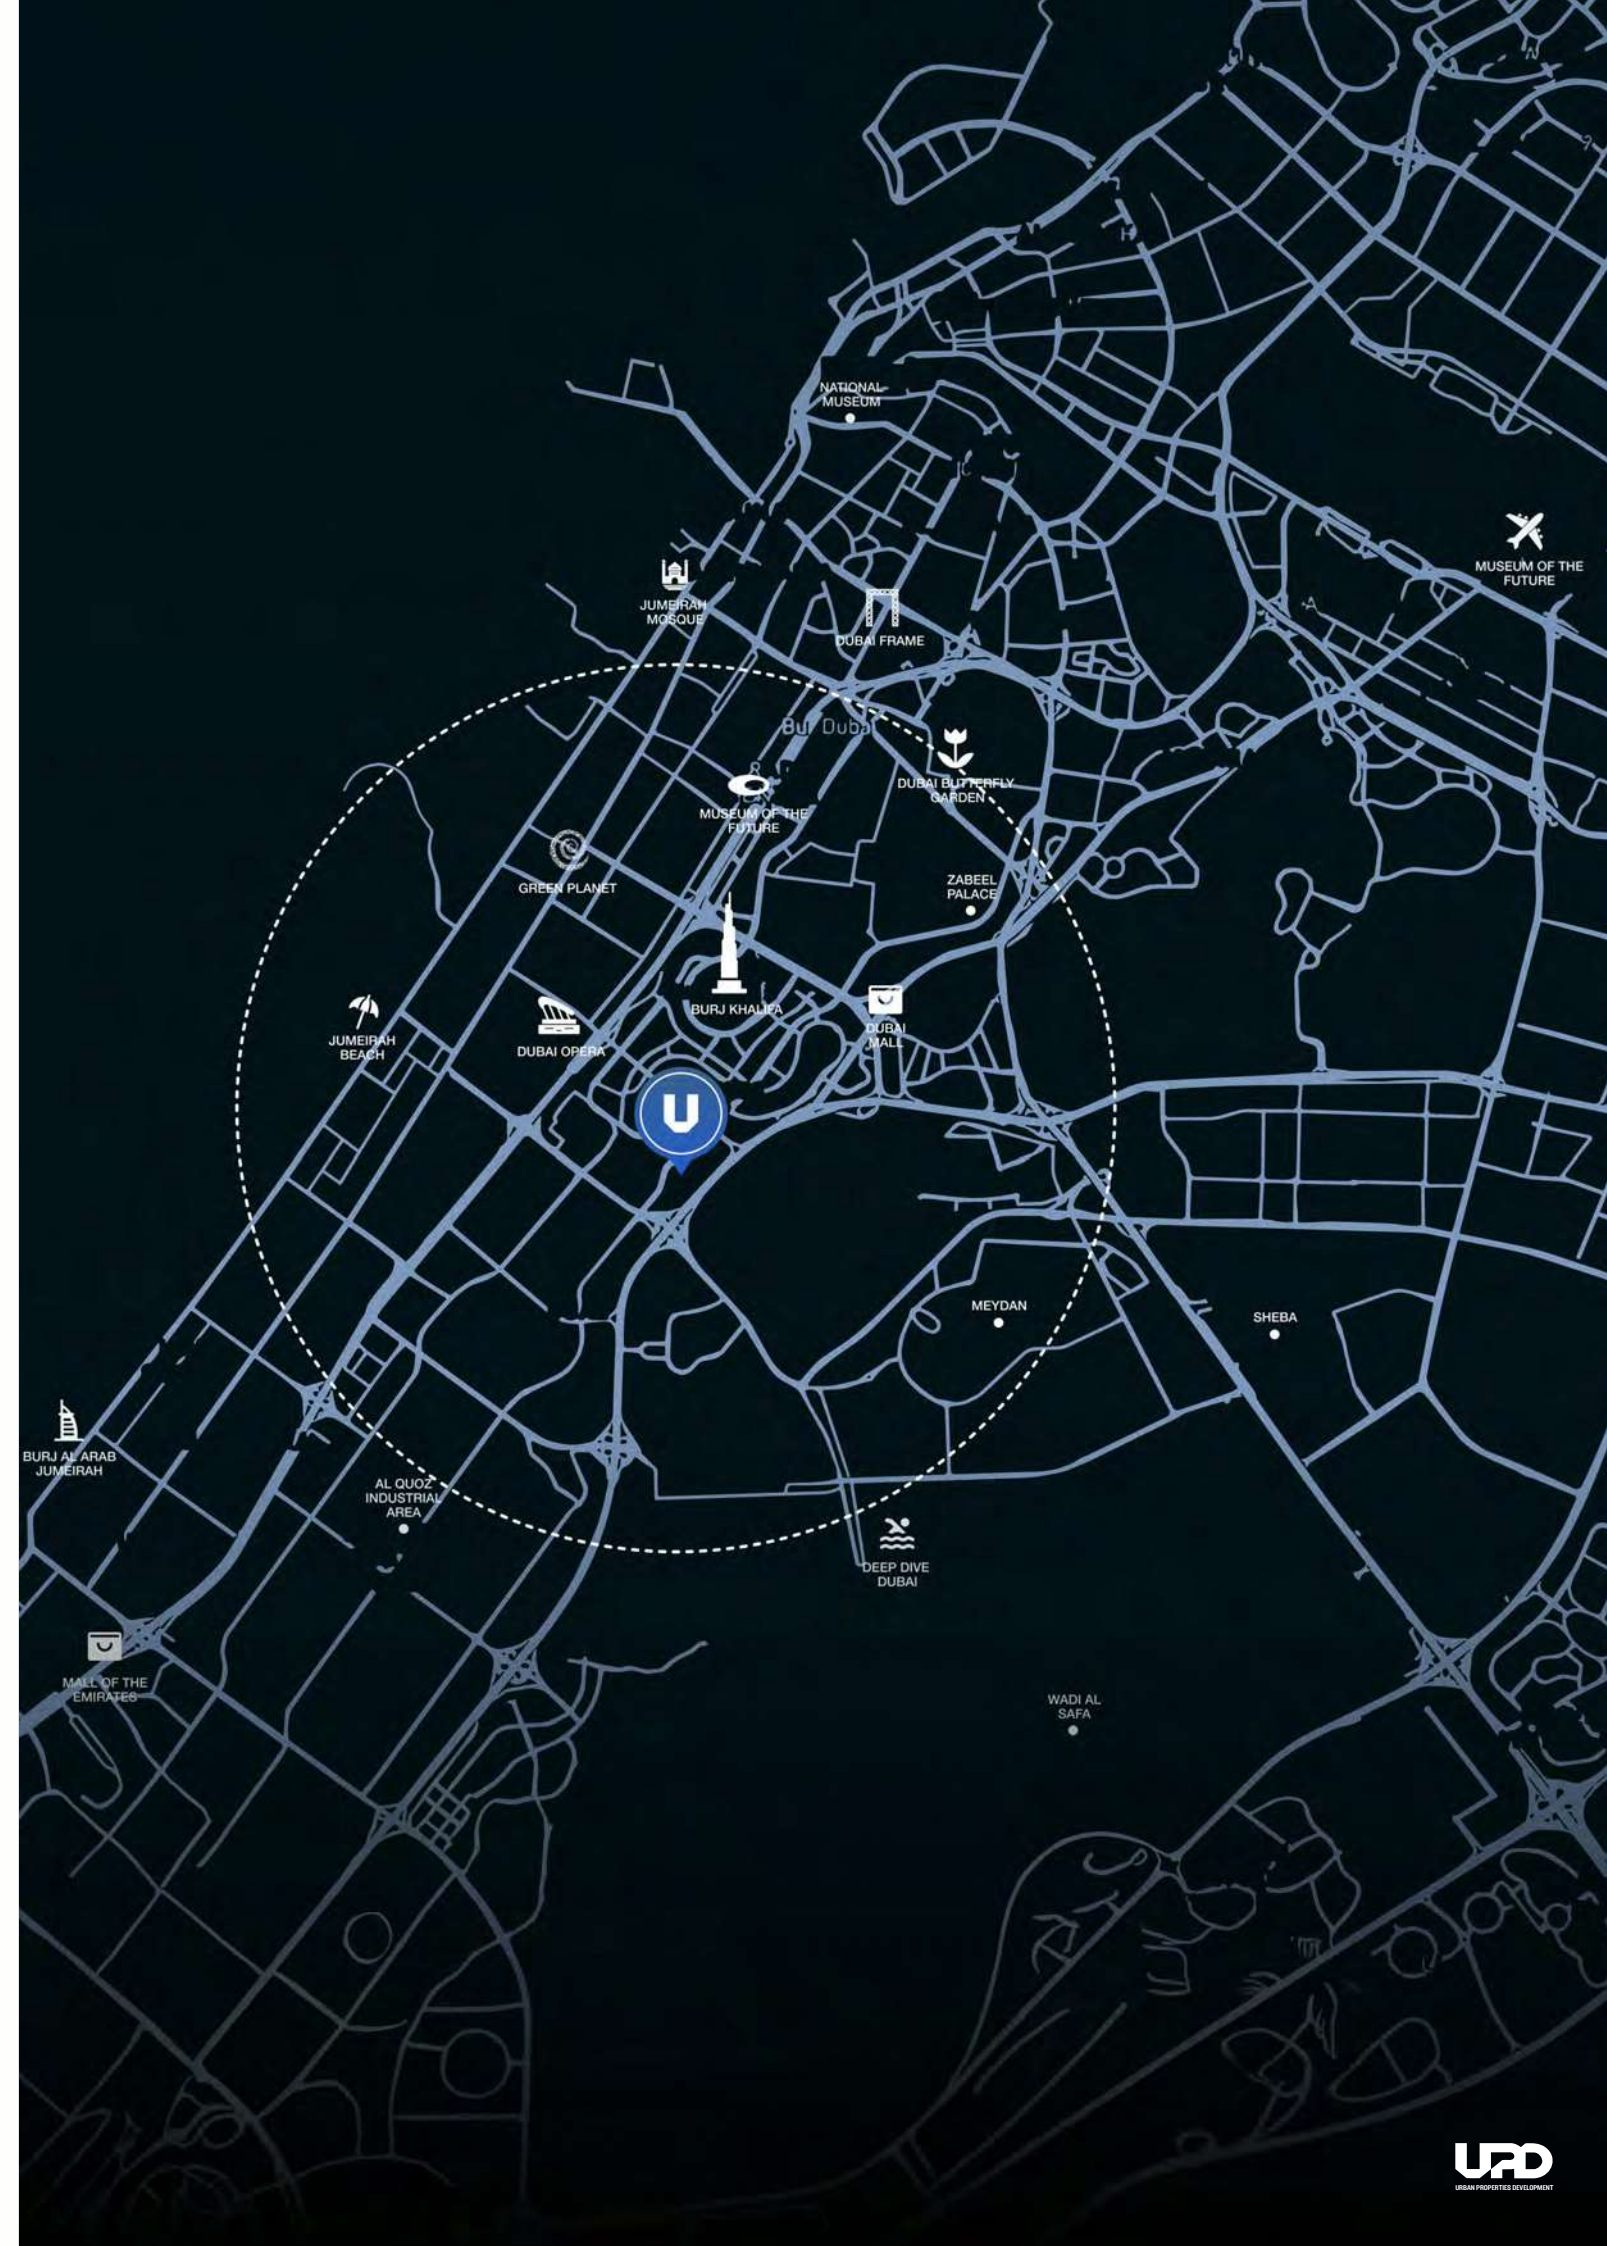 NATIONAL
MUSEUM
MUSEUM OF THE
FUTURE
JUMEIRAH
MOSQUE
DUBAI FRAME
Bur Dubai
DUBAI BUTTERFLY
GARDEN
MUSEUM OF THE
FUTURE
GREEN PLANET
ZABEEL
PALACE
BURJ KHALIFA
JUMEIRAH
BEACH
DUBAI OPERA
DUBAI
MALL
U
MEYDAN
SHEBA
BURJ AL ARAB
JUMEIRAH
AL QUOZ
INDUSTRIAL
AREA
DEEP DIVE
DUBAI
MALL OF THE
EMIRATES
WADI AL
SAFA
UPD
URBAN PROPERTIES DEVELOPMENT